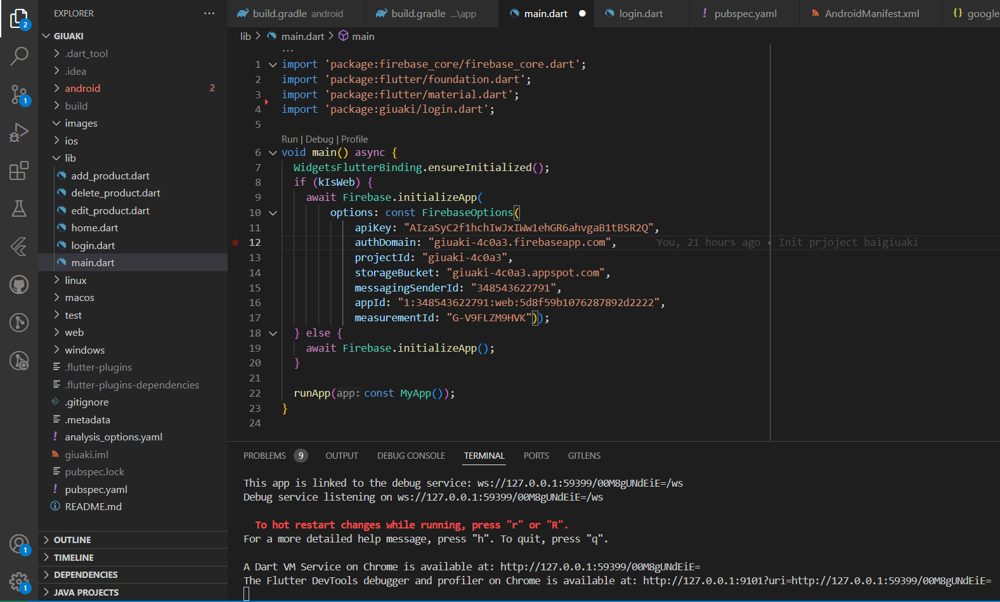 EXPLORER
GIUAKI
.dart_tool
.idea
android 2
build
images
ios
lib
add_product.dart
delete_product.dart
edit_product.dart
home.dart
login.dart
main.dart
linux
macos
test
web
windows
.flutter-plugins
.flutter-plugins-dependencies
.gitignore
.metadata
analysis_options.yaml
giuaki.iml
pubspec.lock
pubspec.yaml
README.md
OUTLINE
TIMELINE
DEPENDENCIES
JAVA PROJECTS
2
1
1
1
build.gradle android
build.gradle ...\app
main.dart
login.dart
pubspec.yaml
AndroidManifest.xml
google
lib > main.dart > main
1 import 'package:firebase_core/firebase_core.dart';
2 import 'package:flutter/foundation.dart';
3 import 'package:flutter/material.dart';
4 import 'package:giuaki/login.dart';
5
Run | Debug | Profile
6 void main() async {
7 WidgetsFlutterBinding.ensureInitialized();
8 if (kIsWeb) {
9 await Firebase.initializeApp(
10 options: const FirebaseOptions(
11 apiKey: "AIzaSyC2f1hchIwJxIWw1ehGR6ahvgaB1tBSR2Q",
12 authDomain: "giuaki-4c0a3.firebaseapp.com", You, 21 hours ago • Init prjoject baigiuaki
13 projectId: "giuaki-4c0a3",
14 storageBucket: "giuaki-4c0a3.appspot.com",
15 messagingSenderId: "348543622791",
16 appId: "1:348543622791:web:5d8f59b1076287892d2222",
17 measurementId: "G-V9FLZM9HVK"));
18 } else {
19 await Firebase.initializeApp();
20 }
21
22 runApp(app: const MyApp());
23 }
24
PROBLEMS 9 OUTPUT DEBUG CONSOLE TERMINAL PORTS GITLENS
This app is linked to the debug service: ws://127.0.0.1:59399/00M8gUNdEiE=/ws
Debug service listening on ws://127.0.0.1:59399/00M8gUNdEiE=/ws
To hot restart changes while running, press "r" or "R".
For a more detailed help message, press "h". To quit, press "q".
A Dart VM Service on Chrome is available at: http://127.0.0.1:59399/00M8gUNdEiE=
The Flutter DevTools debugger and profiler on Chrome is available at: http://127.0.0.1:9101?uri=http://127.0.0.1:59399/00M8gUNdEiE=